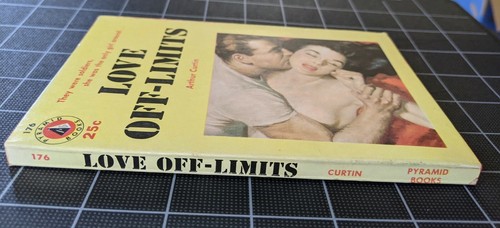 They were soldiers,
she was the only girl around
LOVE
OFF-LIMITS
Arthur Curtin
176
PYRAMID BOOKS
25c
176 LOVE OFF-LIMITS CURTIN PYRAMID
BOOKS